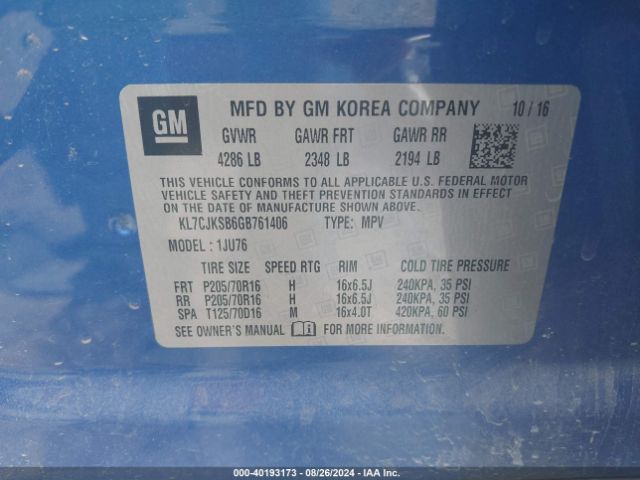 GM MFD BY GM KOREA COMPANY 10/16
GVWR GAWR FRT GAWR RR
4286 LB 2348 LB 2194 LB
THIS VEHICLE CONFORMS TO ALL APPLICABLE U.S. FEDERAL MOTOR
VEHICLE SAFETY AND THEFT PREVENTION STANDARDS IN EFFECT
ON THE DATE OF MANUFACTURE SHOWN ABOVE.
KL7CJKSB6GB761406 TYPE: MPV
MODEL: 1JU76
TIRE SIZE SPEED RTG RIM COLD TIRE PRESSURE
FRT P205/70R16 H 16x6.5J 240KPA, 35 PSI
RR P205/70R16 H 16x6.5J 240KPA, 35 PSI
SPA T125/70D16 M 16x4.0T 420KPA, 60 PSI
SEE OWNER'S MANUAL FOR MORE INFORMATION.
000-40193173 - 08/26/2024 - IAA Inc.